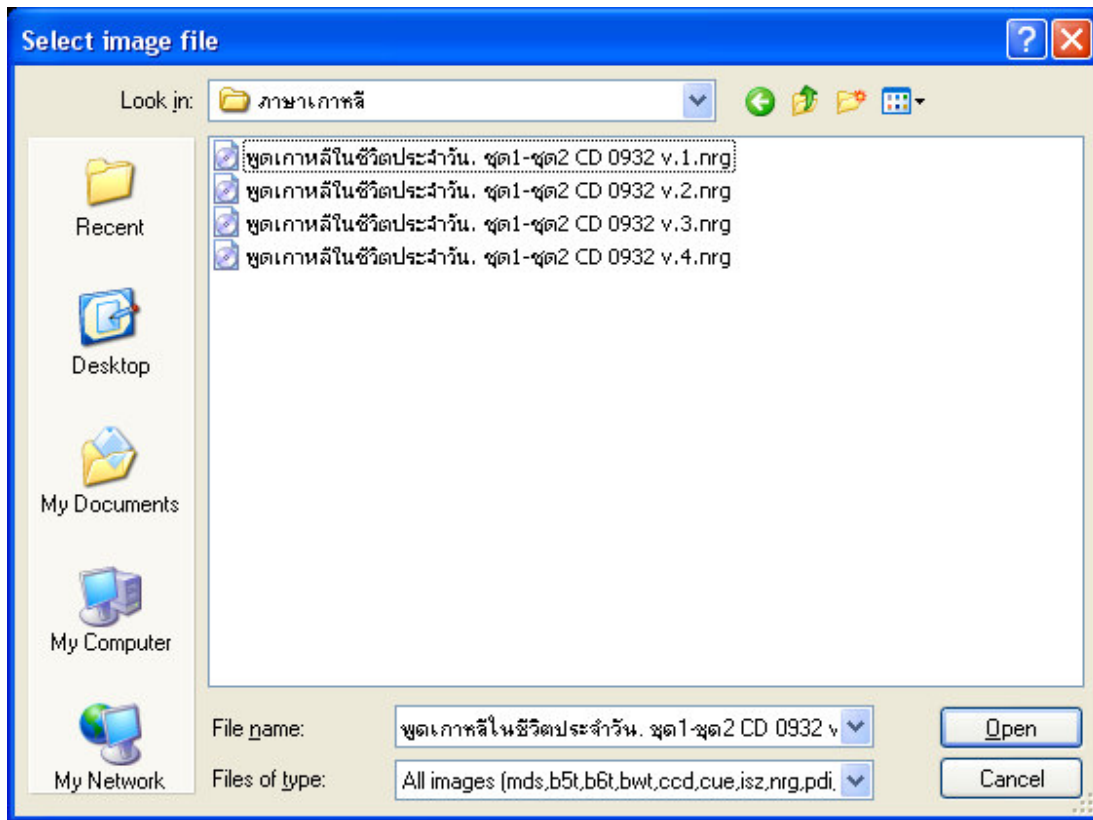 Select image file
Look in: ภาษาเกาหลี
พูดเกาหลีในชีวิตประจำวัน. ชุด1-ชุด2 CD 0932 v.1.nrg
พูดเกาหลีในชีวิตประจำวัน. ชุด1-ชุด2 CD 0932 v.2.nrg
พูดเกาหลีในชีวิตประจำวัน. ชุด1-ชุด2 CD 0932 v.3.nrg
พูดเกาหลีในชีวิตประจำวัน. ชุด1-ชุด2 CD 0932 v.4.nrg
Recent
Desktop
My Documents
My Computer
My Network
File name: พูดเกาหลีในชีวิตประจำวัน. ชุด1-ชุด2 CD 0932 v Open
Files of type: All images (mds,b5t,b6t,bwt,ccd,cue,isz,nrg,pdi, Cancel